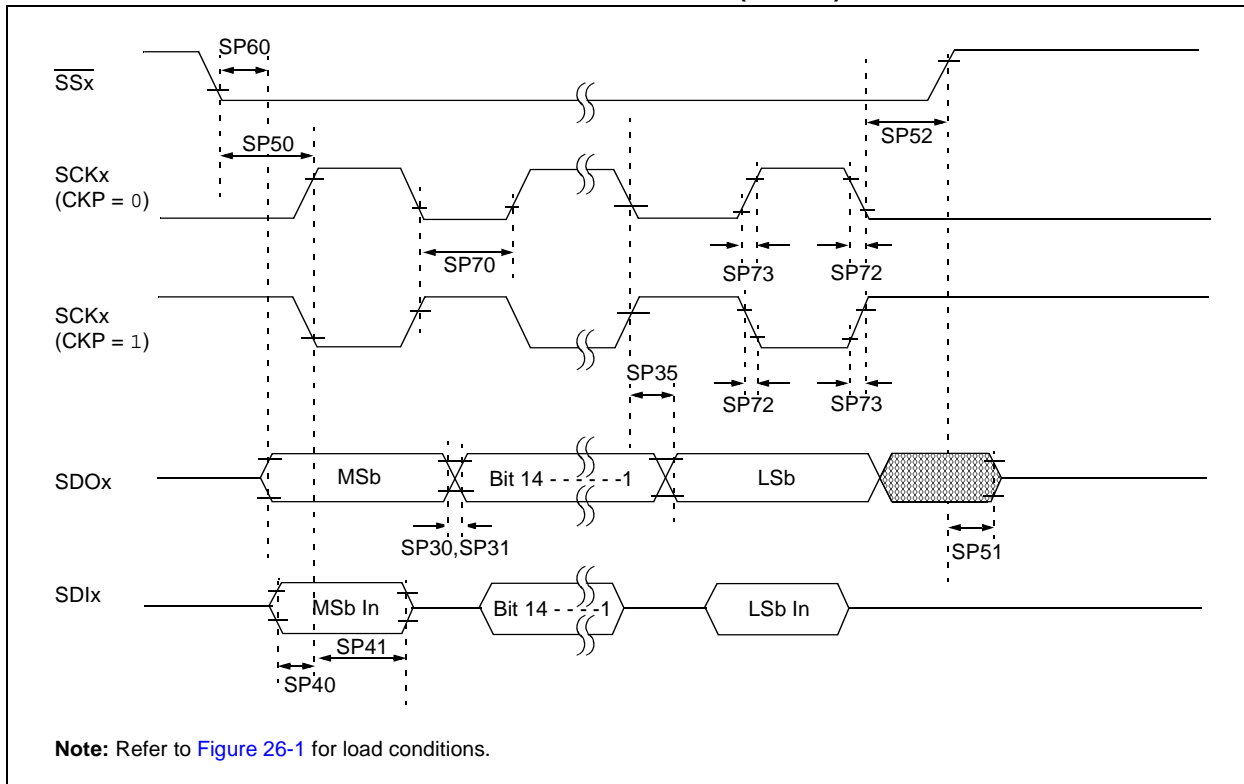 SP60
SSx
SP50
SP52
SCKx
(CKP = 0)
SP70
SP73
SP72
SCKx
(CKP = 1)
SP35
SP72
SP73
SDOx
MSb
Bit 14 - - - - - -1
LSb
SP30,SP31
SP51
SDIx
MSb In
Bit 14 - - - -1
LSb In
SP41
SP40
Note: Refer to Figure 26-1 for load conditions.